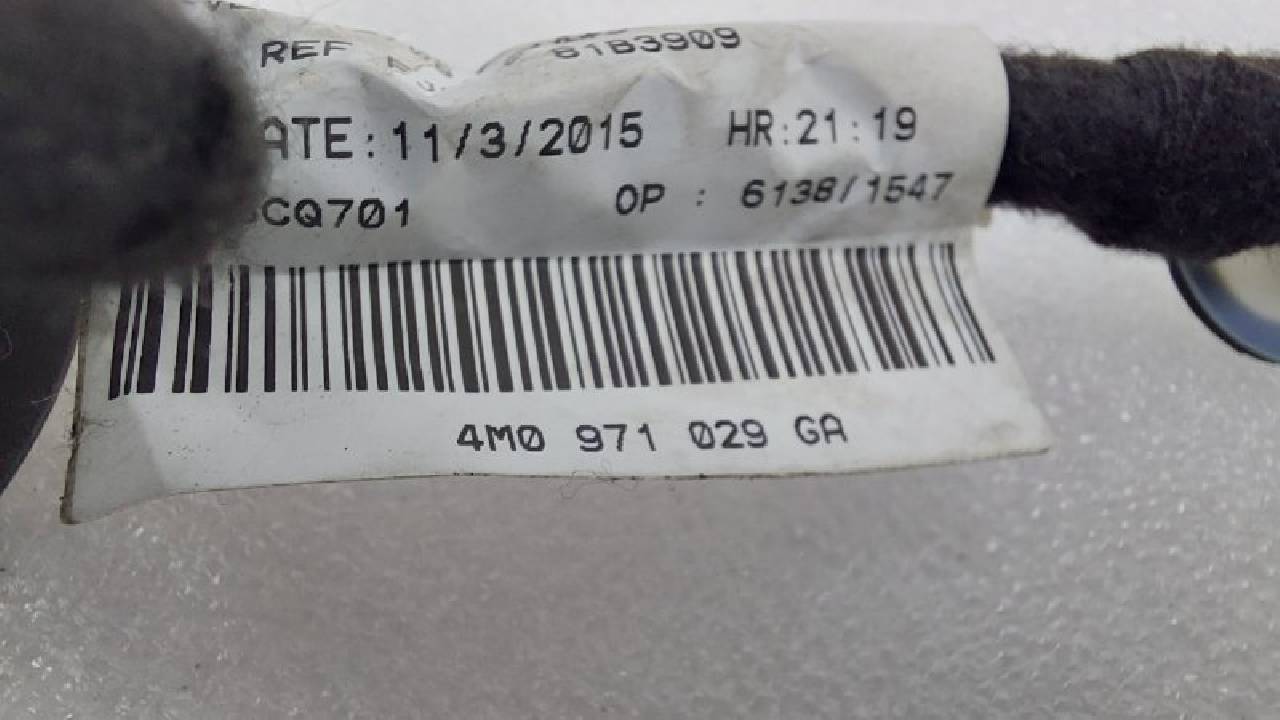 REF 81B3909
ATE:11/3/2015 HR:21:19
CQ701 OP : 6138/1547
4M0 971 029 GA